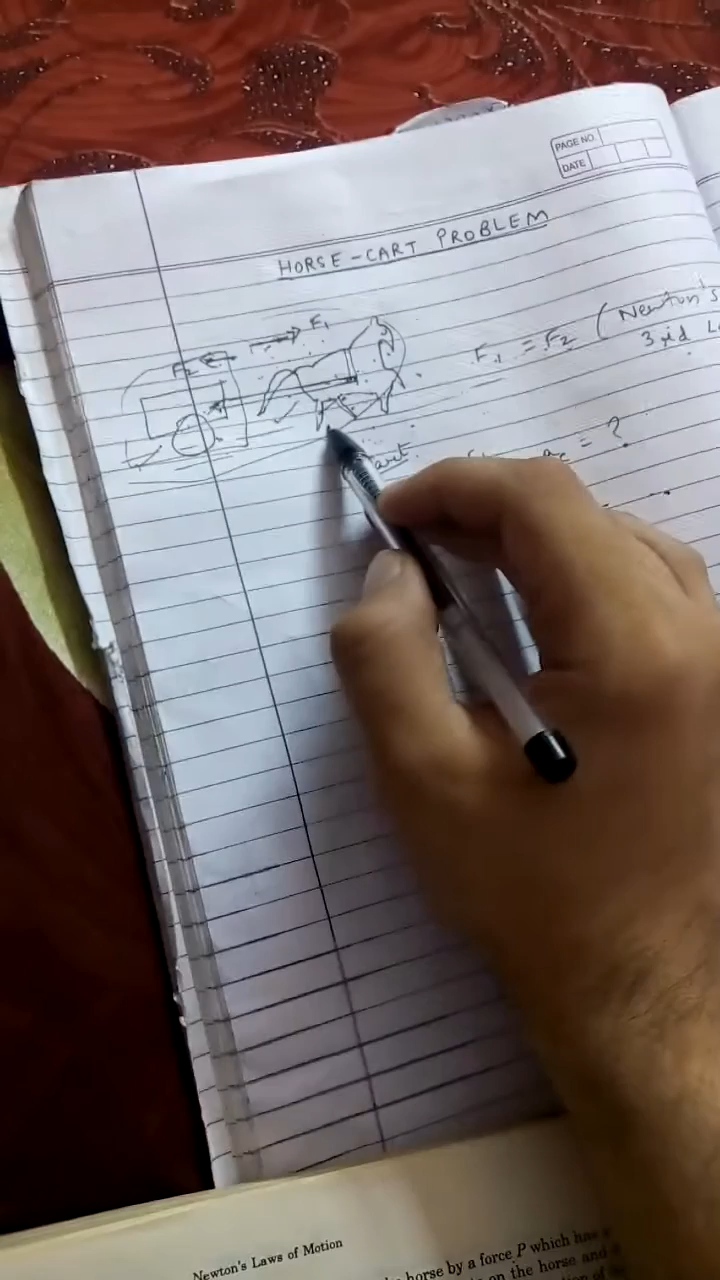 PAGE NO.
DATE
HORSE-CART PROBLEM
F₁
F₂
F₁ = F₂ (Newton's
3rd
= ?
Newton's Laws of Motion
horse by a force P which has
on the horse and